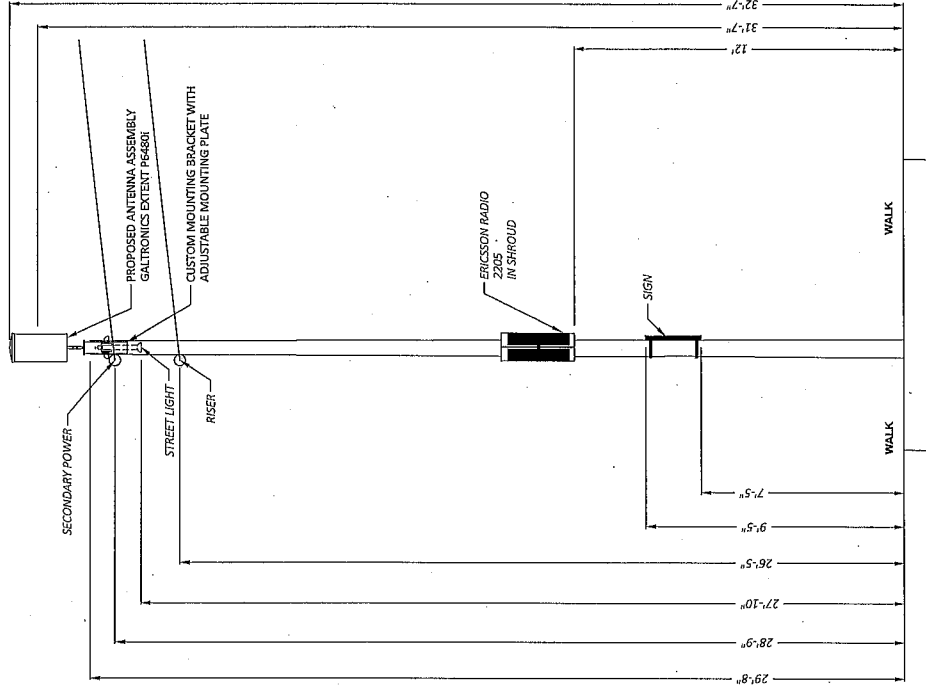 32'-7"
31'-7"
12'
PROPOSED ANTENNA ASSEMBLY
GALTRONICS EXTENT P6480i
CUSTOM MOUNTING BRACKET WITH
ADJUSTABLE MOUNTING PLATE
SECONDARY POWER
STREET LIGHT
RISER
ERICSSON RADIO
2205
IN SHROUD
SIGN
WALK
WALK
7'-5"
9'-5"
26'-5"
27'-10"
28'-9"
29'-8"